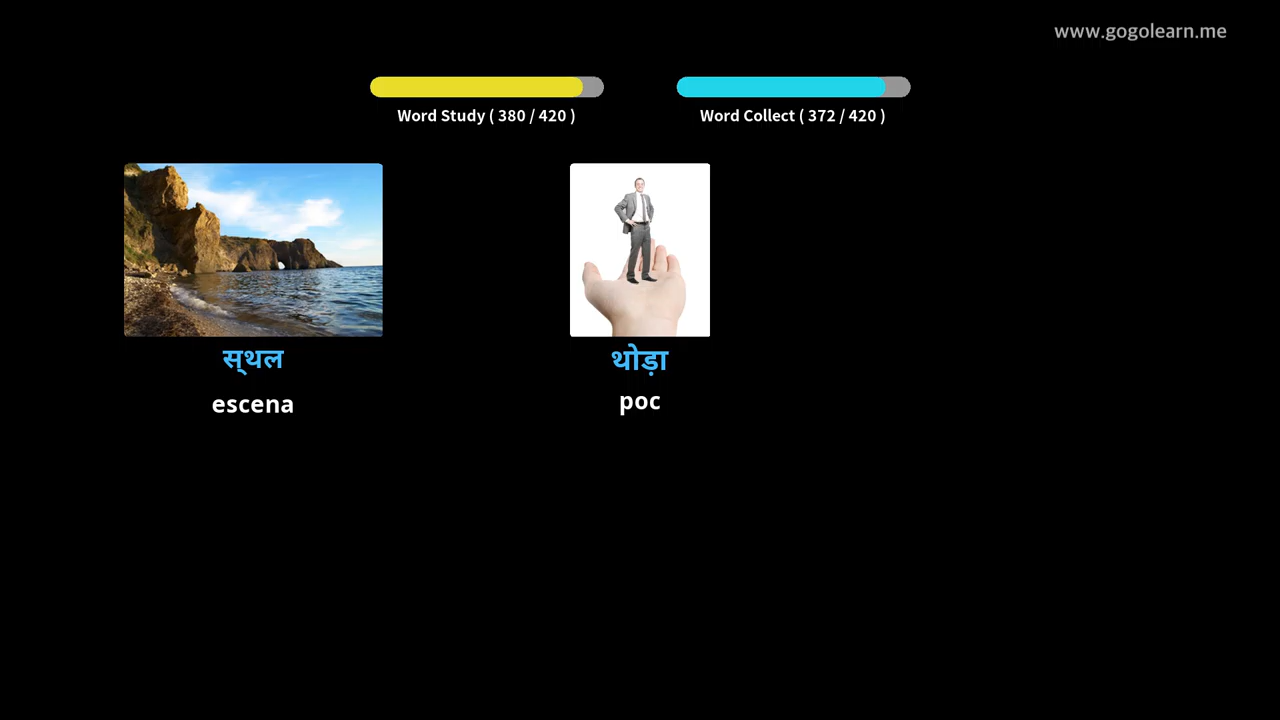 www.gogolearn.me
Word Study ( 380 / 420 )
Word Collect ( 372 / 420 )
स्थल
escena
थोड़ा
poc